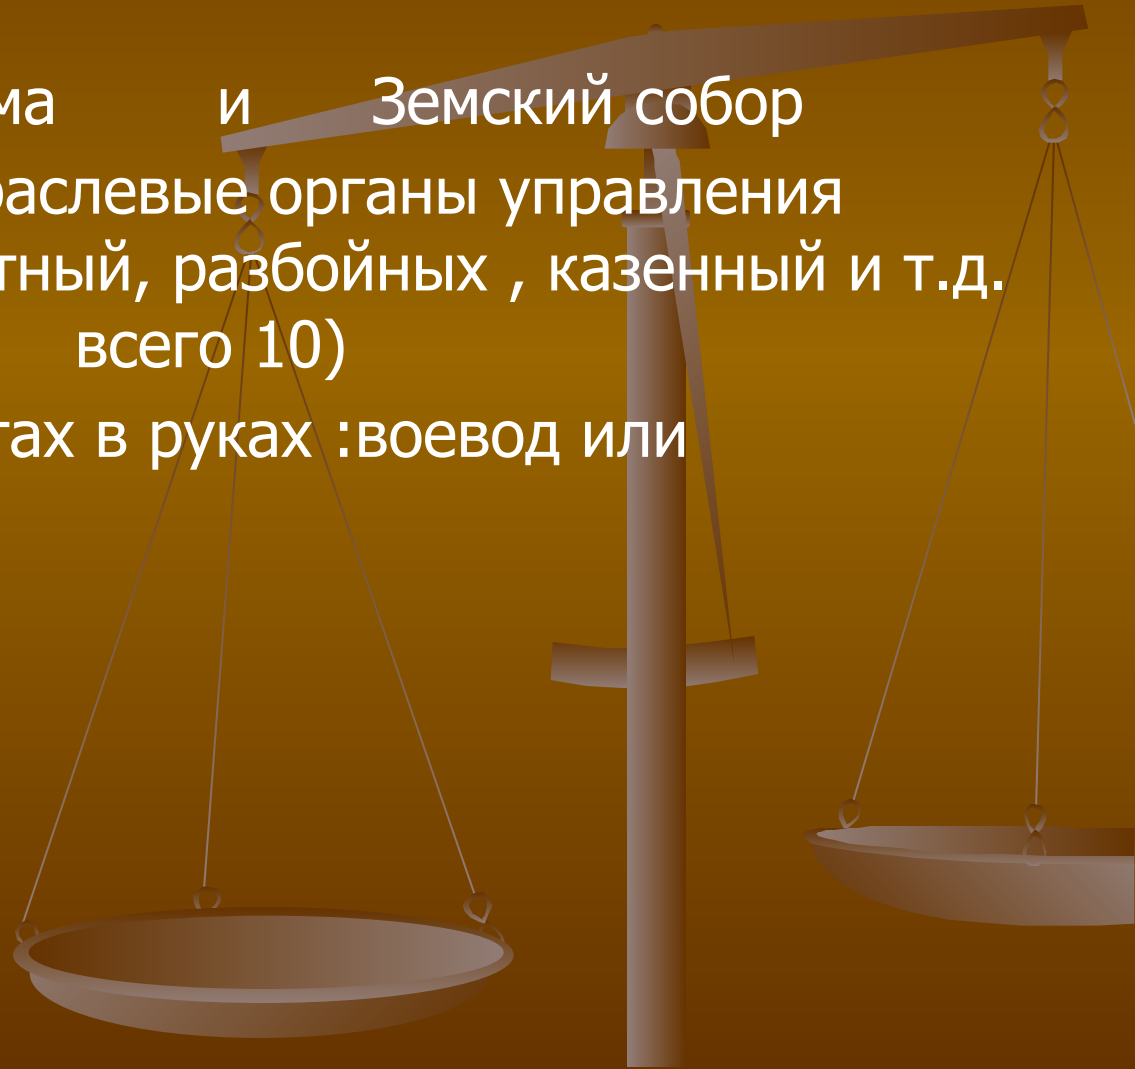 ма и Земский собор
раслевые органы управления
тный, разбойных , казенный и т.д.
всего 10)
тах в руках :воевод или